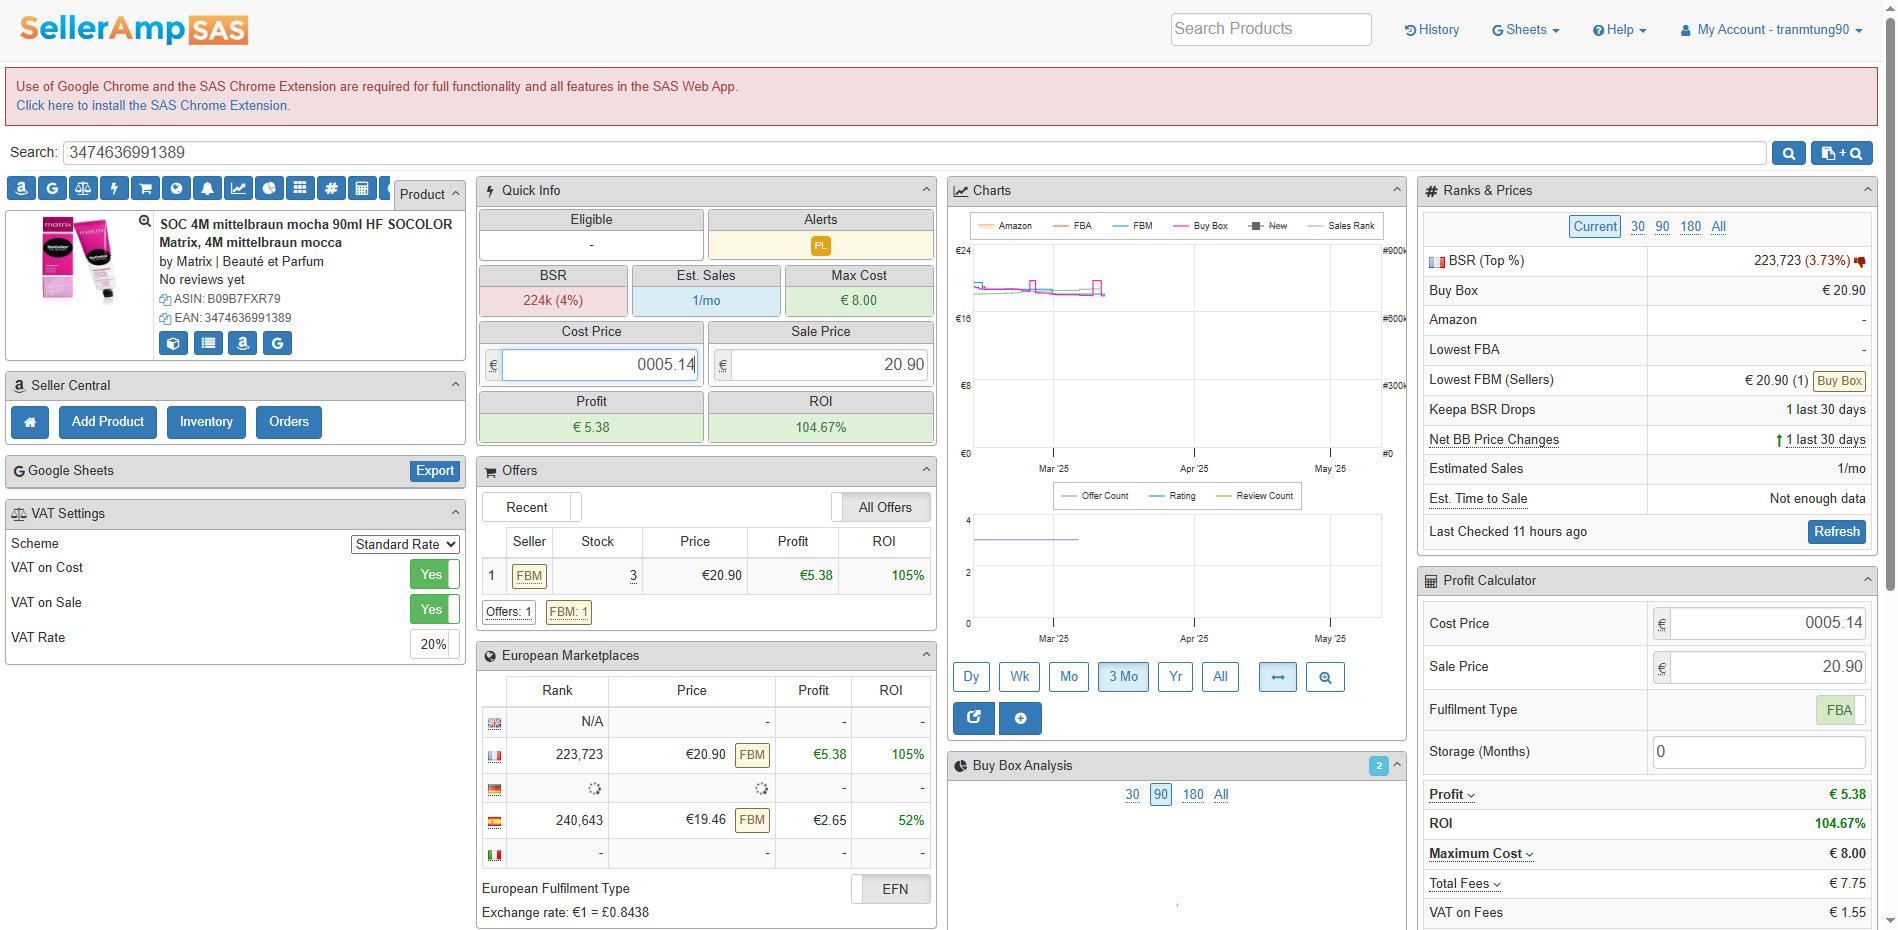 SellerAmp SAS
Search Products
History
Sheets
Help
My Account - tranmtung90
Use of Google Chrome and the SAS Chrome Extension are required for full functionality and all features in the SAS Web App.
Click here to install the SAS Chrome Extension.
Search: 3474636991389
+
Product
SOC 4M mittelbraun mocha 90ml HF SOCOLOR
Matrix, 4M mittelbraun mocca
by Matrix | Beauté et Parfum
No reviews yet
ASIN: B09B7FXR79
EAN: 3474636991389
Seller Central
Add Product
Inventory
Orders
Google Sheets
Export
VAT Settings
Scheme Standard Rate
VAT on Cost Yes
VAT on Sale Yes
VAT Rate 20%
Quick Info
Eligible Alerts
- PL
BSR Est. Sales Max Cost
224k (4%) 1/mo € 8.00
Cost Price Sale Price
€ 0005.14 € 20.90
Profit ROI
€ 5.38 104.67%
Offers
Recent All Offers
Seller Stock Price Profit ROI
1 FBM 3 €20.90 €5.38 105%
Offers: 1 FBM: 1
European Marketplaces
Rank Price Profit ROI
N/A - - -
223,723 €20.90 FBM €5.38 105%
- -
240,643 €19.46 FBM €2.65 52%
- - - -
European Fulfilment Type EFN
Exchange rate: €1 = £0.8438
Charts
Amazon FBA FBM Buy Box New Sales Rank
€24 #900k
€16 #600k
€8 #300k
€0 #0
Mar '25 Apr '25 May '25
Offer Count Rating Review Count
4
2
0
Mar '25 Apr '25 May '25
Dy Wk Mo 3 Mo Yr All
Buy Box Analysis 2
30 90 180 All
Ranks & Prices
Current 30 90 180 All
BSR (Top %) 223,723 (3.73%)
Buy Box € 20.90
Amazon -
Lowest FBA -
Lowest FBM (Sellers) € 20.90 (1) Buy Box
Keepa BSR Drops 1 last 30 days
Net BB Price Changes 1 last 30 days
Estimated Sales 1/mo
Est. Time to Sale Not enough data
Last Checked 11 hours ago Refresh
Profit Calculator
Cost Price € 0005.14
Sale Price € 20.90
Fulfilment Type FBA
Storage (Months) 0
Profit € 5.38
ROI 104.67%
Maximum Cost € 8.00
Total Fees € 7.75
VAT on Fees € 1.55